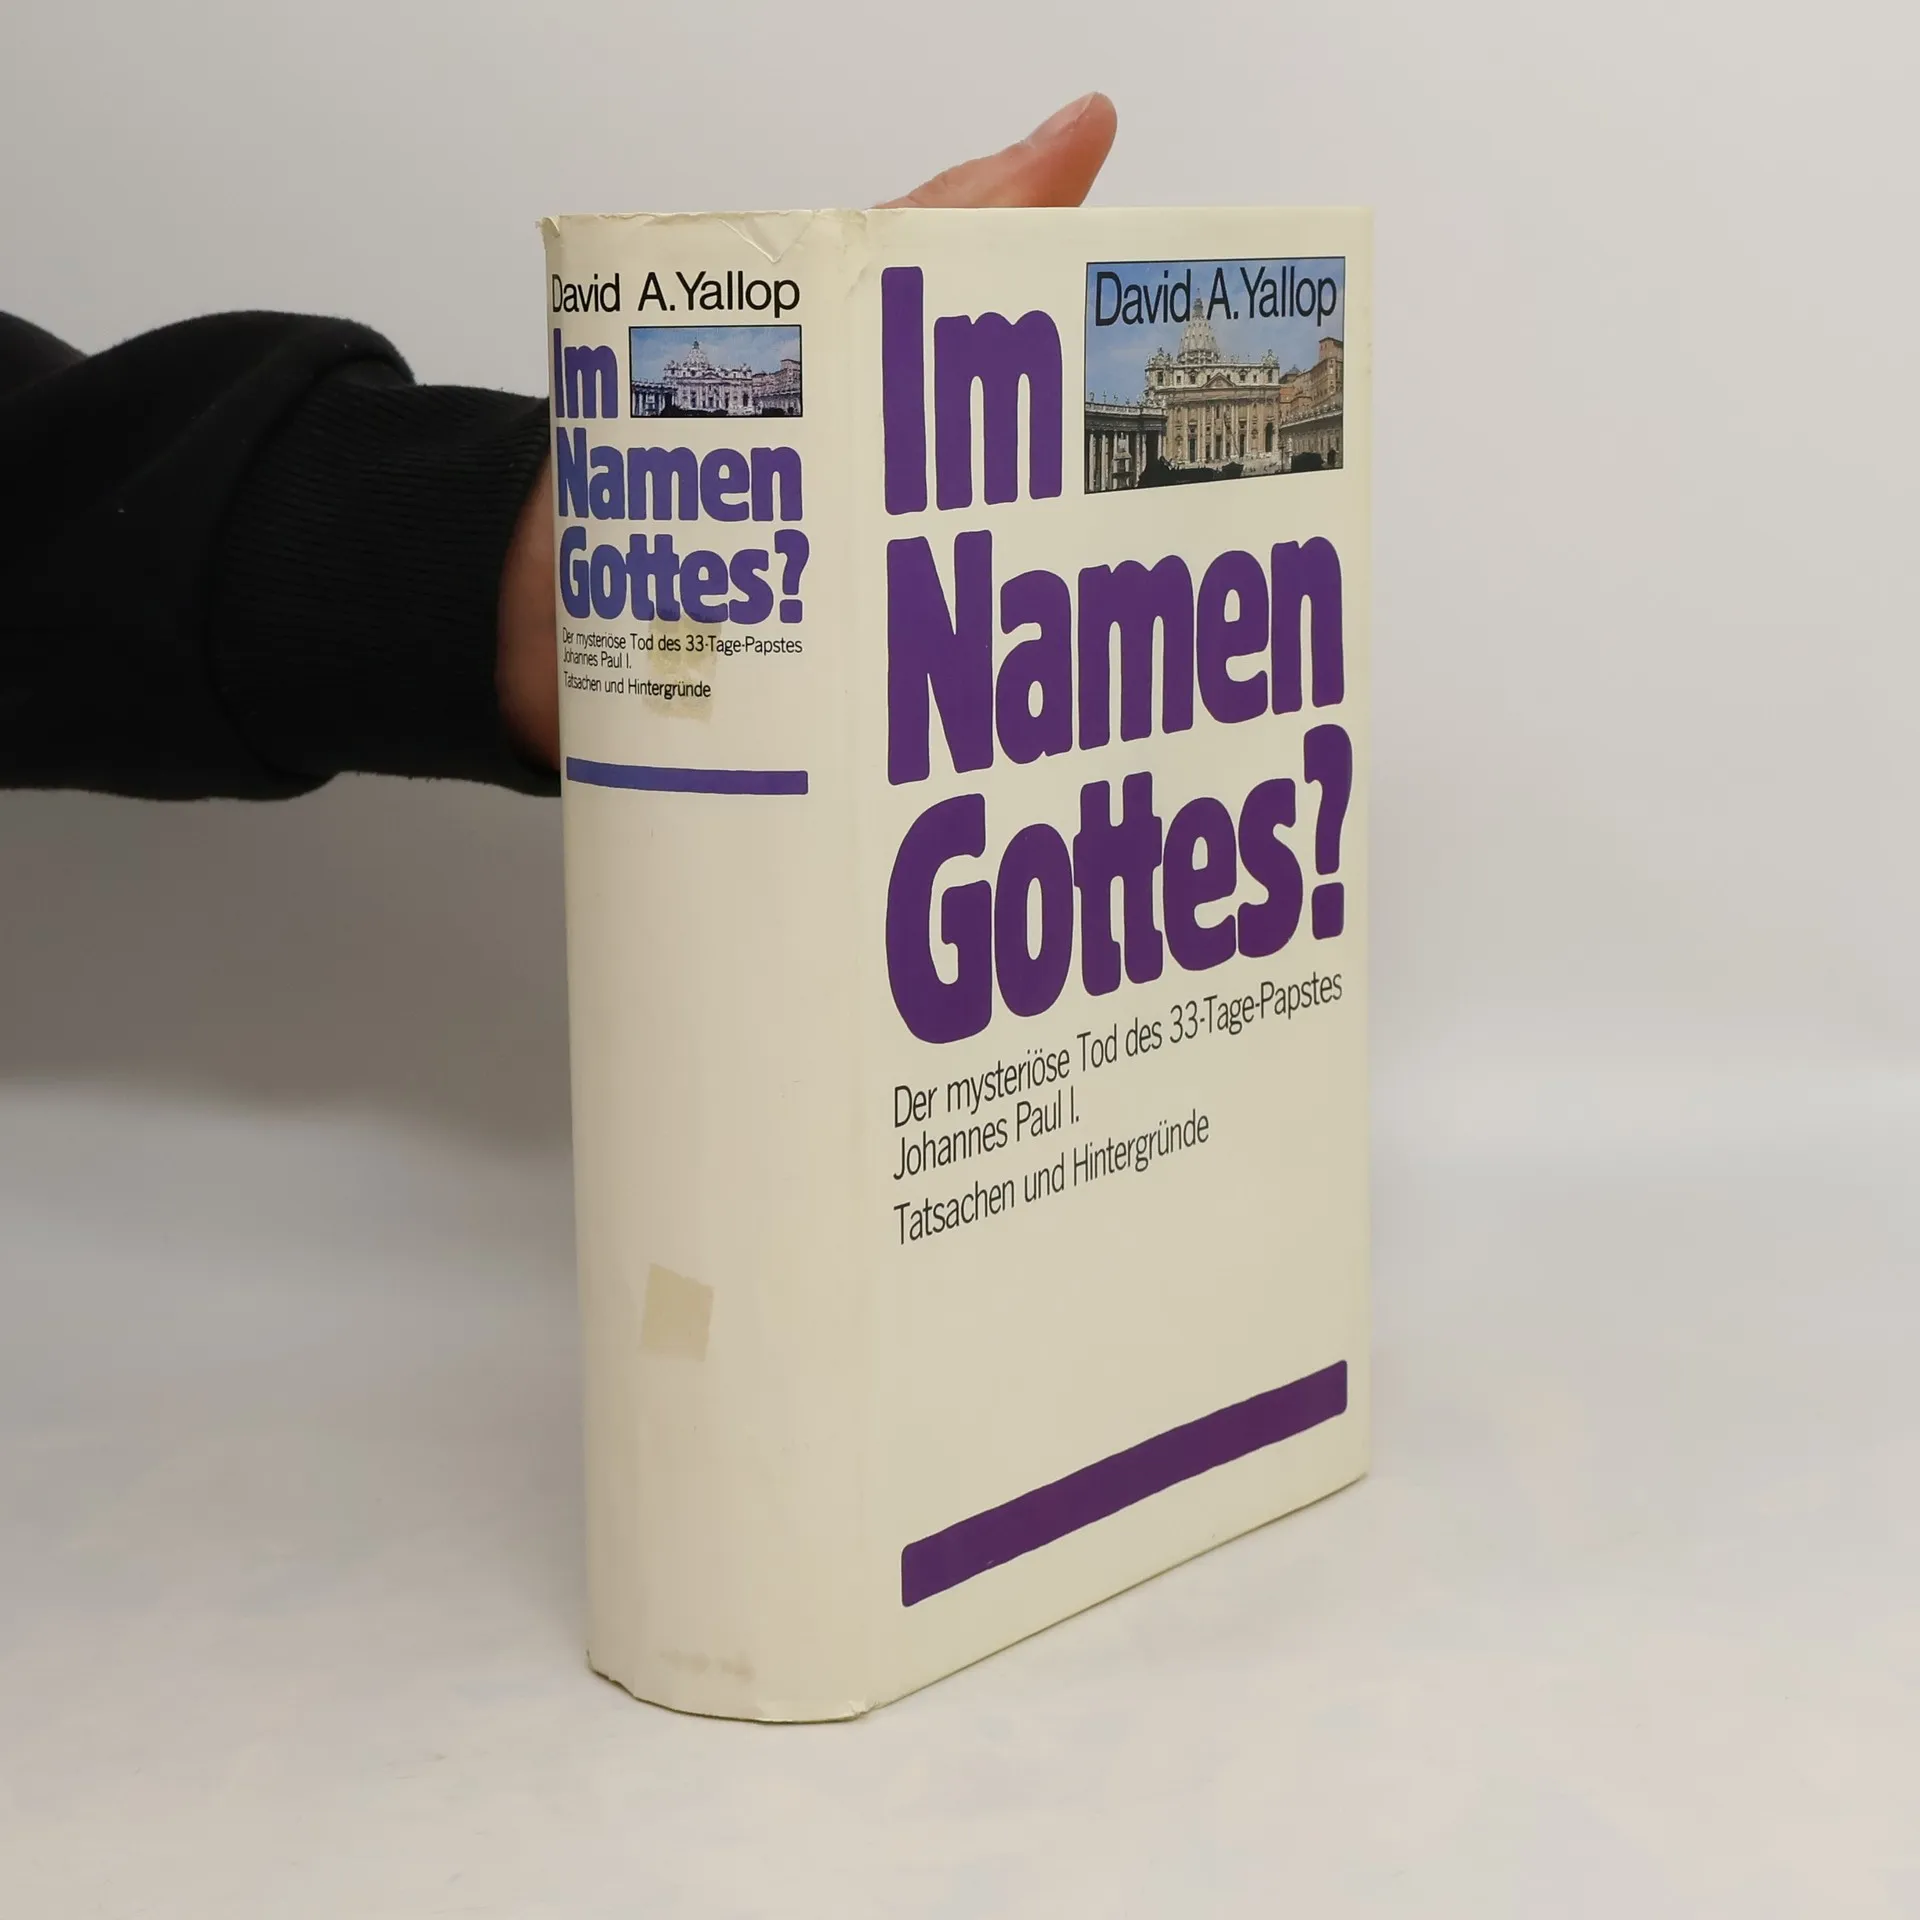 David A. Yallop
Im
Namen
Gottes?
Der mysteriöse Tod des 33-Tage-Papstes
Johannes Paul I.
Tatsachen und Hintergründe
David A. Yallop
Im
Namen
Gottes?
Der mysteriöse Tod des 33-Tage-Papstes
Johannes Paul I.
Tatsachen und Hintergründe